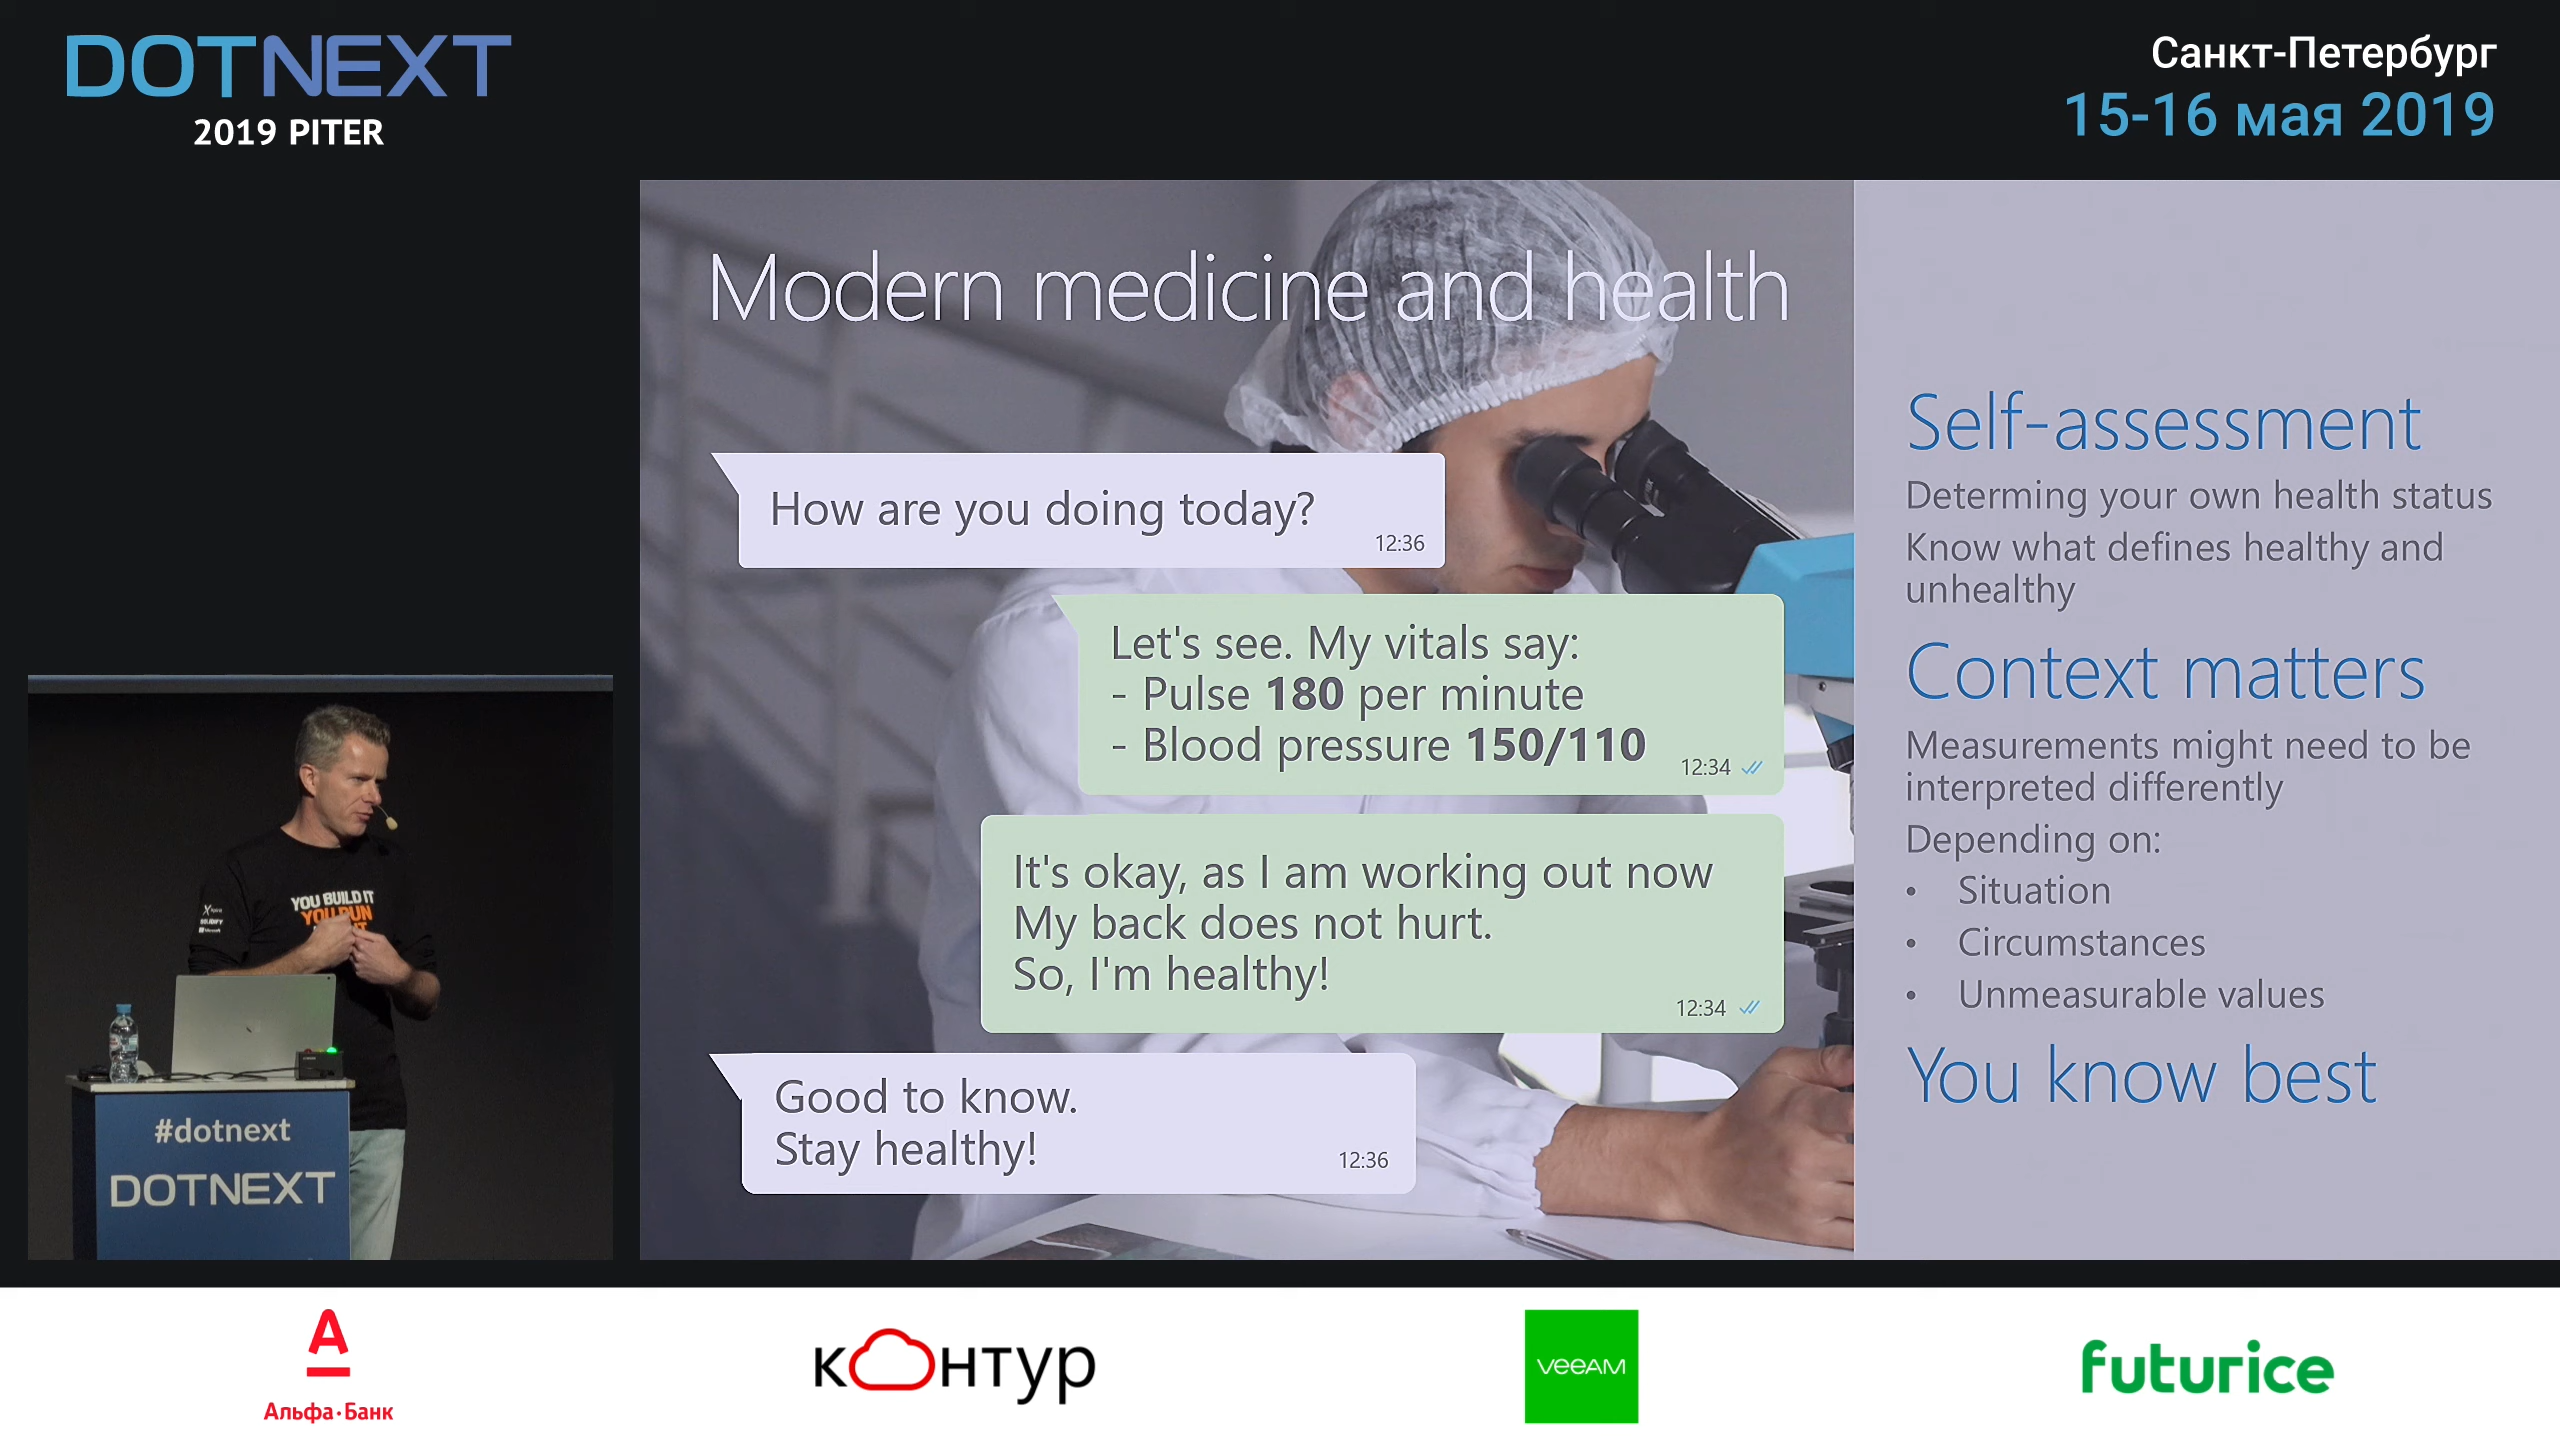 DOTNEXT
2019 PITER
Санкт-Петербург
15-16 мая 2019
Modern medicine and health
How are you doing today?
12:36
Let's see. My vitals say:
- Pulse 180 per minute
- Blood pressure 150/110
12:34
It's okay, as I am working out now
My back does not hurt.
So, I'm healthy!
12:34
Good to know.
Stay healthy!
12:36
Self-assessment
Determing your own health status
Know what defines healthy and
unhealthy
Context matters
Measurements might need to be
interpreted differently
Depending on:
• Situation
• Circumstances
• Unmeasurable values
You know best
YOU BUILD IT
YOU RUN
#dotnext
DOTNEXT
Альфа·Банк
контур
veeAM
futurice